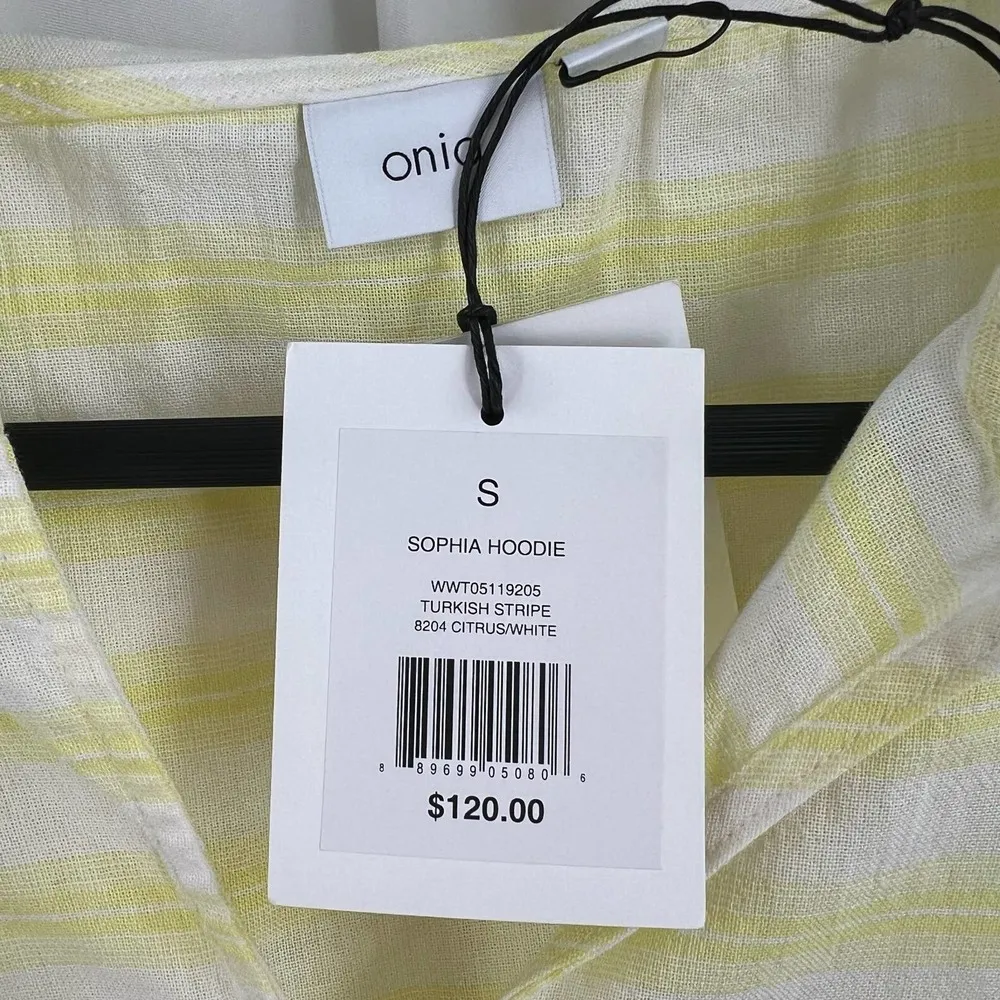 onia
S
SOPHIA HOODIE
WWT05119205
TURKISH STRIPE
8204 CITRUS/WHITE
8 89699 05080 6
$120.00